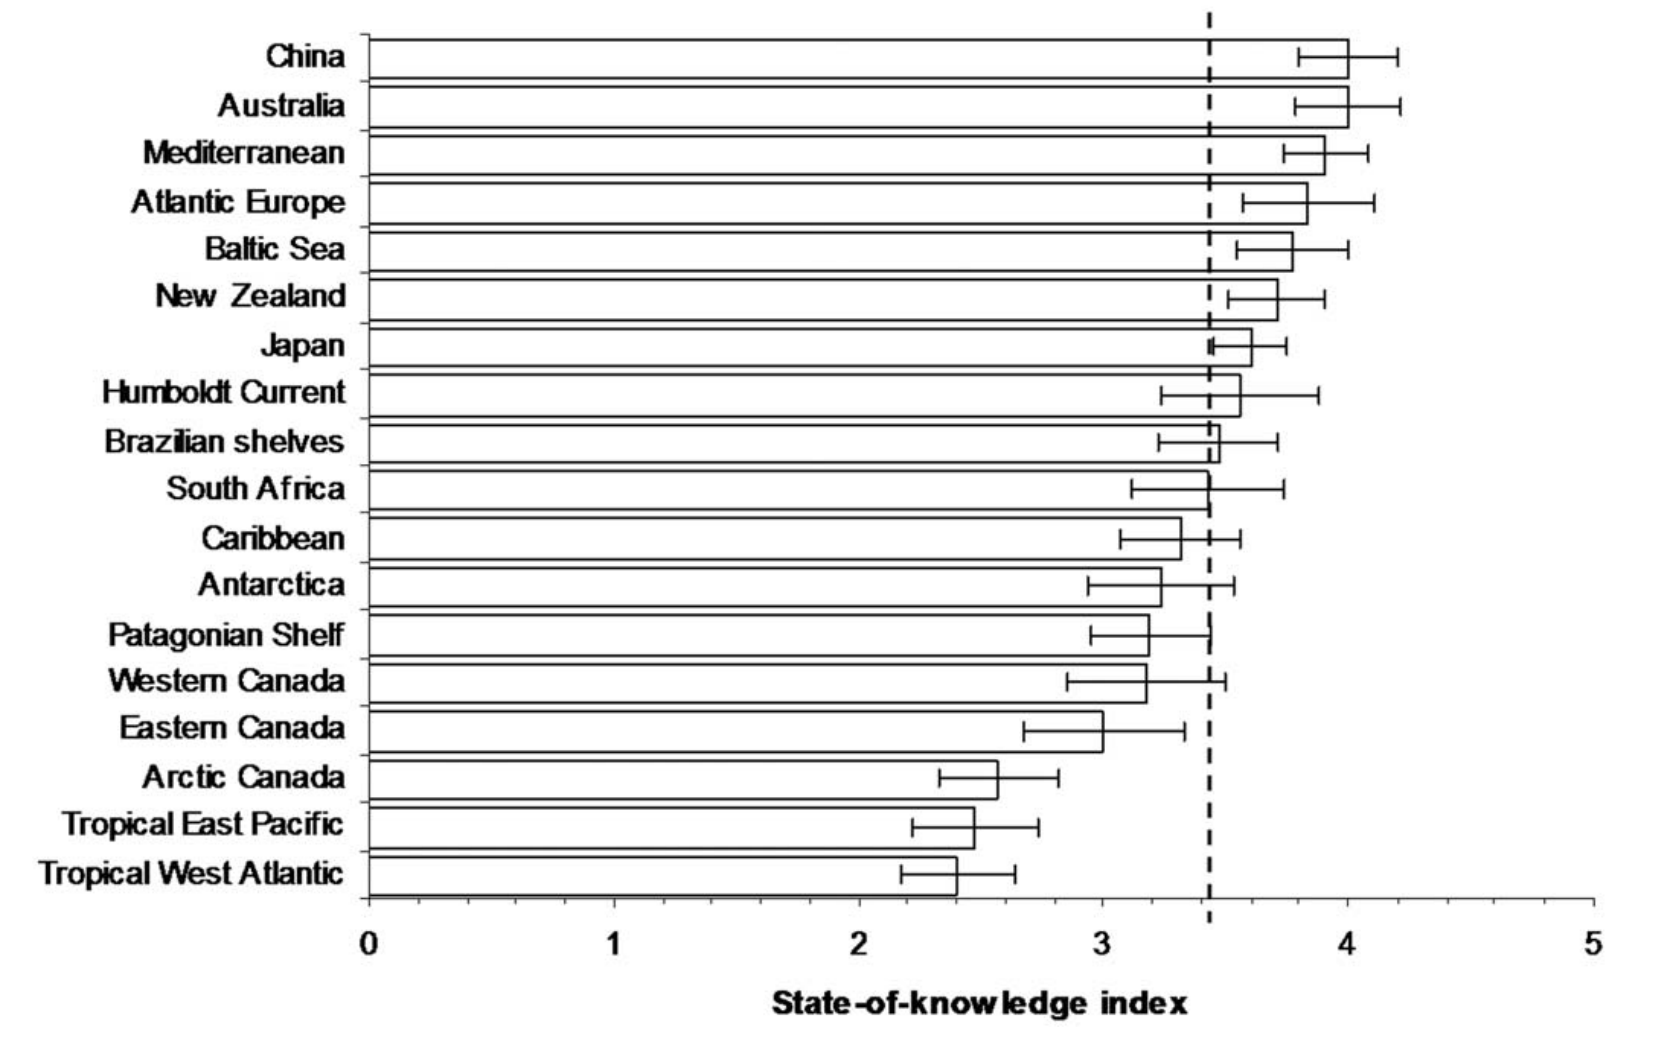 China
Australia
Mediterranean
Atlantic Europe
Baltic Sea
New Zealand
Japan
Humboldt Current
Brazilian shelves
South Africa
Caribbean
Antarctica
Patagonian Shelf
Western Canada
Eastern Canada
Arctic Canada
Tropical East Pacific
Tropical West Atlantic
0 1 2 3 4 5
State-of-knowledge index